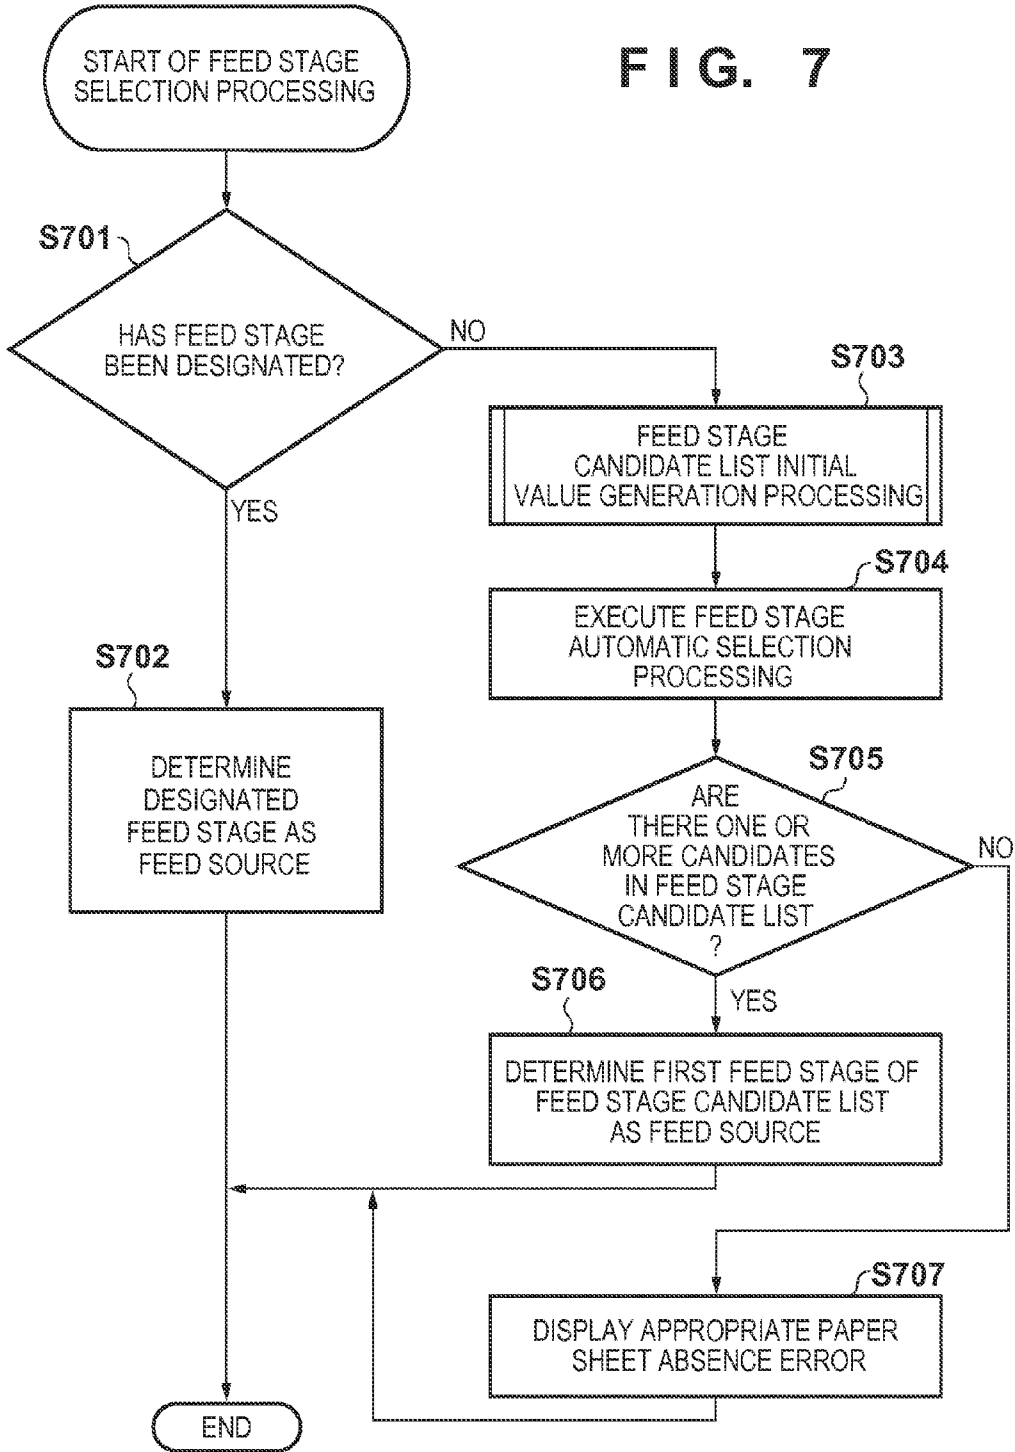 START OF FEED STAGE
SELECTION PROCESSING
FIG. 7
S701
HAS FEED STAGE
BEEN DESIGNATED?
NO
YES
S703
FEED STAGE
CANDIDATE LIST INITIAL
VALUE GENERATION PROCESSING
S704
EXECUTE FEED STAGE
AUTOMATIC SELECTION
PROCESSING
S702
DETERMINE
DESIGNATED
FEED STAGE AS
FEED SOURCE
S705
ARE
THERE ONE OR
MORE CANDIDATES
IN FEED STAGE
CANDIDATE LIST
?
NO
YES
S706
DETERMINE FIRST FEED STAGE OF
FEED STAGE CANDIDATE LIST
AS FEED SOURCE
S707
DISPLAY APPROPRIATE PAPER
SHEET ABSENCE ERROR
END